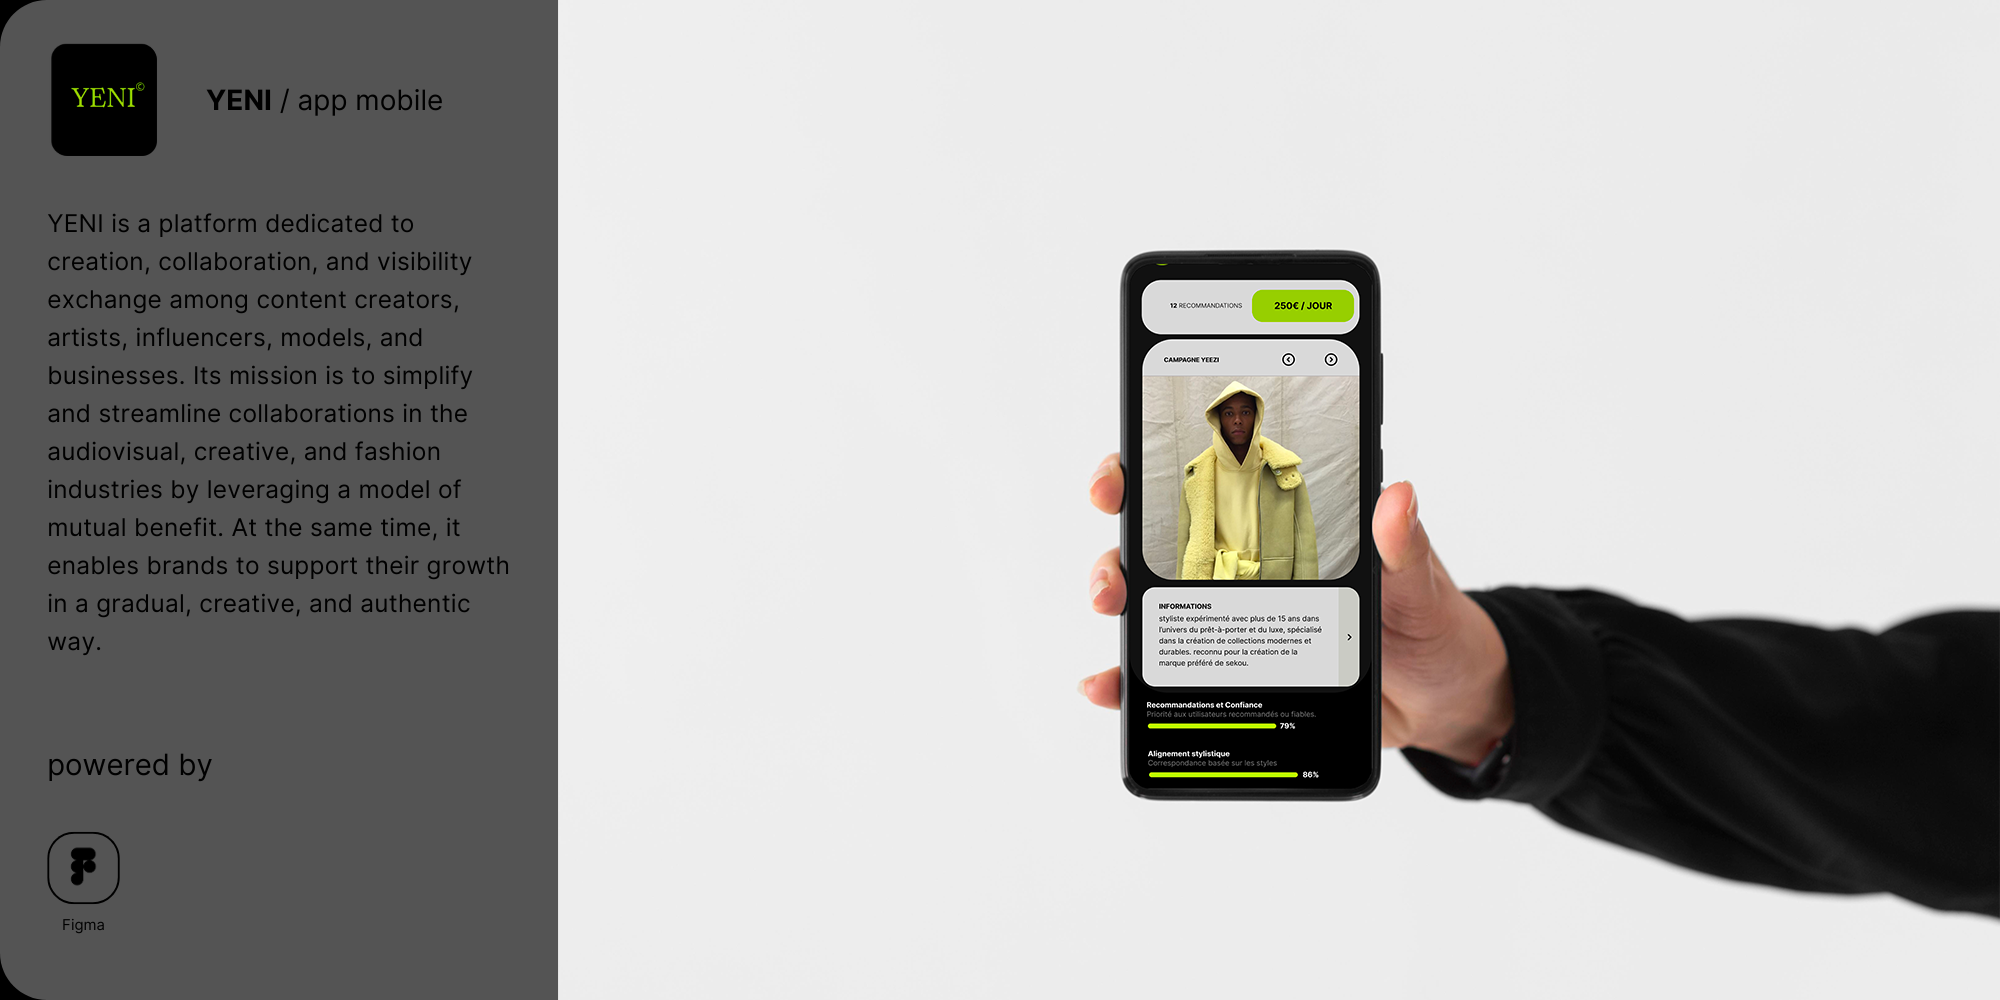 YENI©
YENI / app mobile
YENI is a platform dedicated to
creation, collaboration, and visibility
exchange among content creators,
artists, influencers, models, and
businesses. Its mission is to simplify
and streamline collaborations in the
audiovisual, creative, and fashion
industries by leveraging a model of
mutual benefit. At the same time, it
enables brands to support their growth
in a gradual, creative, and authentic
way.
powered by
Figma
12 RECOMMANDATIONS
250€ / JOUR
CAMPAGNE YEEZI
INFORMATIONS
styliste expérimenté avec plus de 15 ans dans
l'univers du prêt-à-porter et du luxe, spécialisé
dans la création de collections modernes et
durables. reconnu pour la création de la
marque préféré de sekou.
Recommandations et Confiance
Priorité aux utilisateurs recommandés ou fiables.
79%
Alignement stylistique
Correspondance basée sur les styles
86%